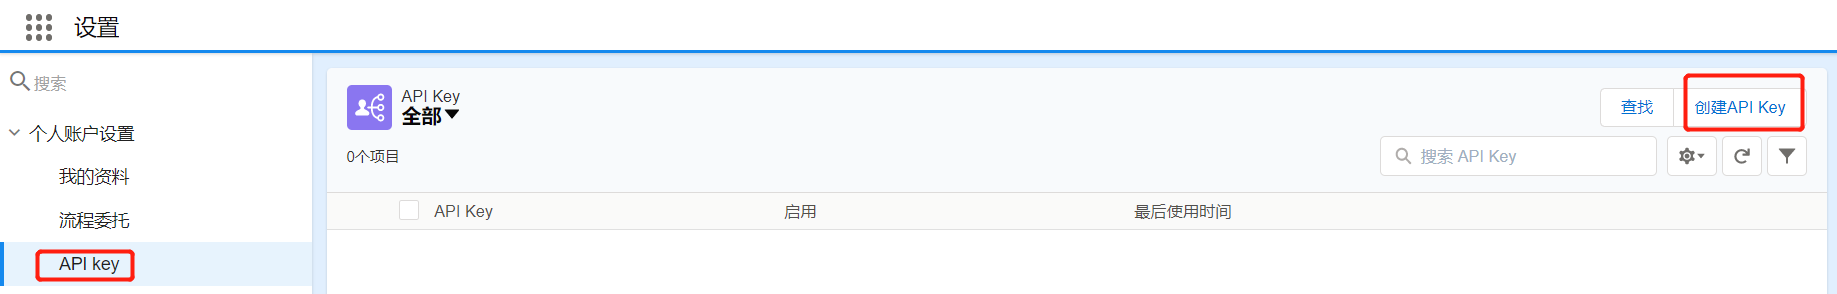 设置
搜索
个人账户设置
我的资料
流程委托
API key
API Key
全部
查找
创建API Key
0个项目
搜索 API Key
API Key
启用
最后使用时间